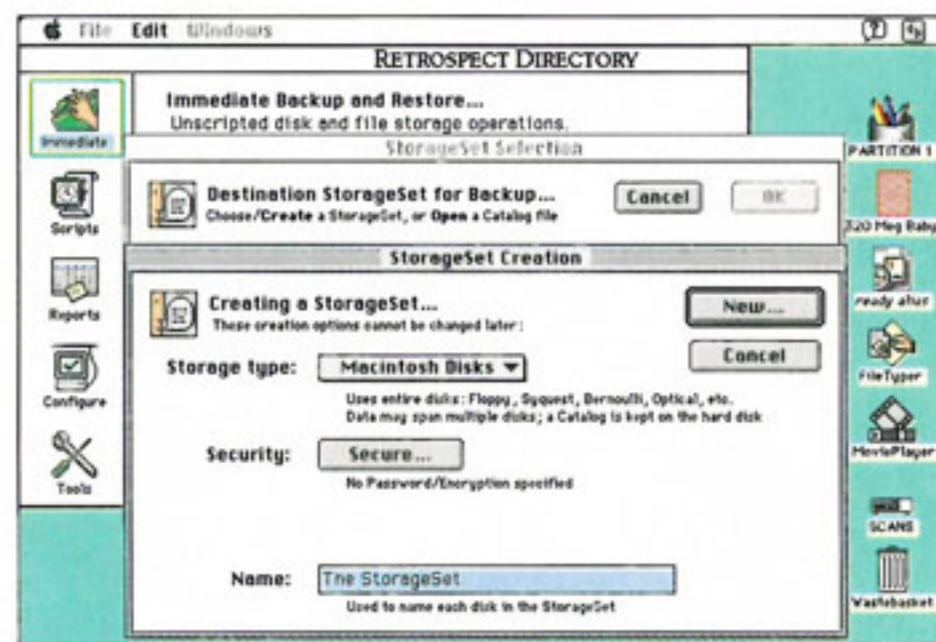 File Edit Windows
RETROSPECT DIRECTORY
Immediate
Immediate Backup and Restore...
Unscripted disk and file storage operations.
StorageSet Selection
Destination StorageSet for Backup...
Choose/Create a StorageSet, or Open a Catalog file
Cancel
OK
Scripts
StorageSet Creation
Creating a StorageSet...
These creation options cannot be changed later:
New...
Cancel
Reports
Storage type: Macintosh Disks
Uses entire disks: Floppy, Syquest, Bernoulli, Optical, etc.
Data may span multiple disks; a Catalog is kept on the hard disk
Configure
Security: Secure...
No Password/Encryption specified
Tools
Name: The StorageSet
Used to name each disk in the StorageSet
PARTITION 1
320 Meg Baby
ready alias
FileTyper
MoviePlayer
SCANS
Wastebasket